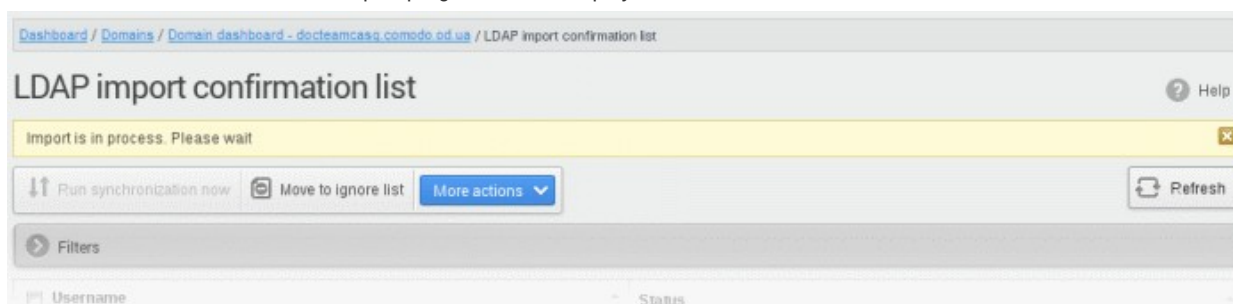 Dashboard / Domains / Domain dashboard - docteamcasg.comodo.od.ua / LDAP import confirmation list
LDAP import confirmation list
Help
Import is in process. Please wait
Run synchronization now
Move to ignore list
More actions
Refresh
Filters
Username
Status